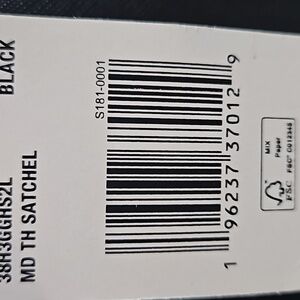 38H3GGHS2L BLACK
MD TH SATCHEL
S181-0001
1 96237 37012 9
MIX
Paper
FSC